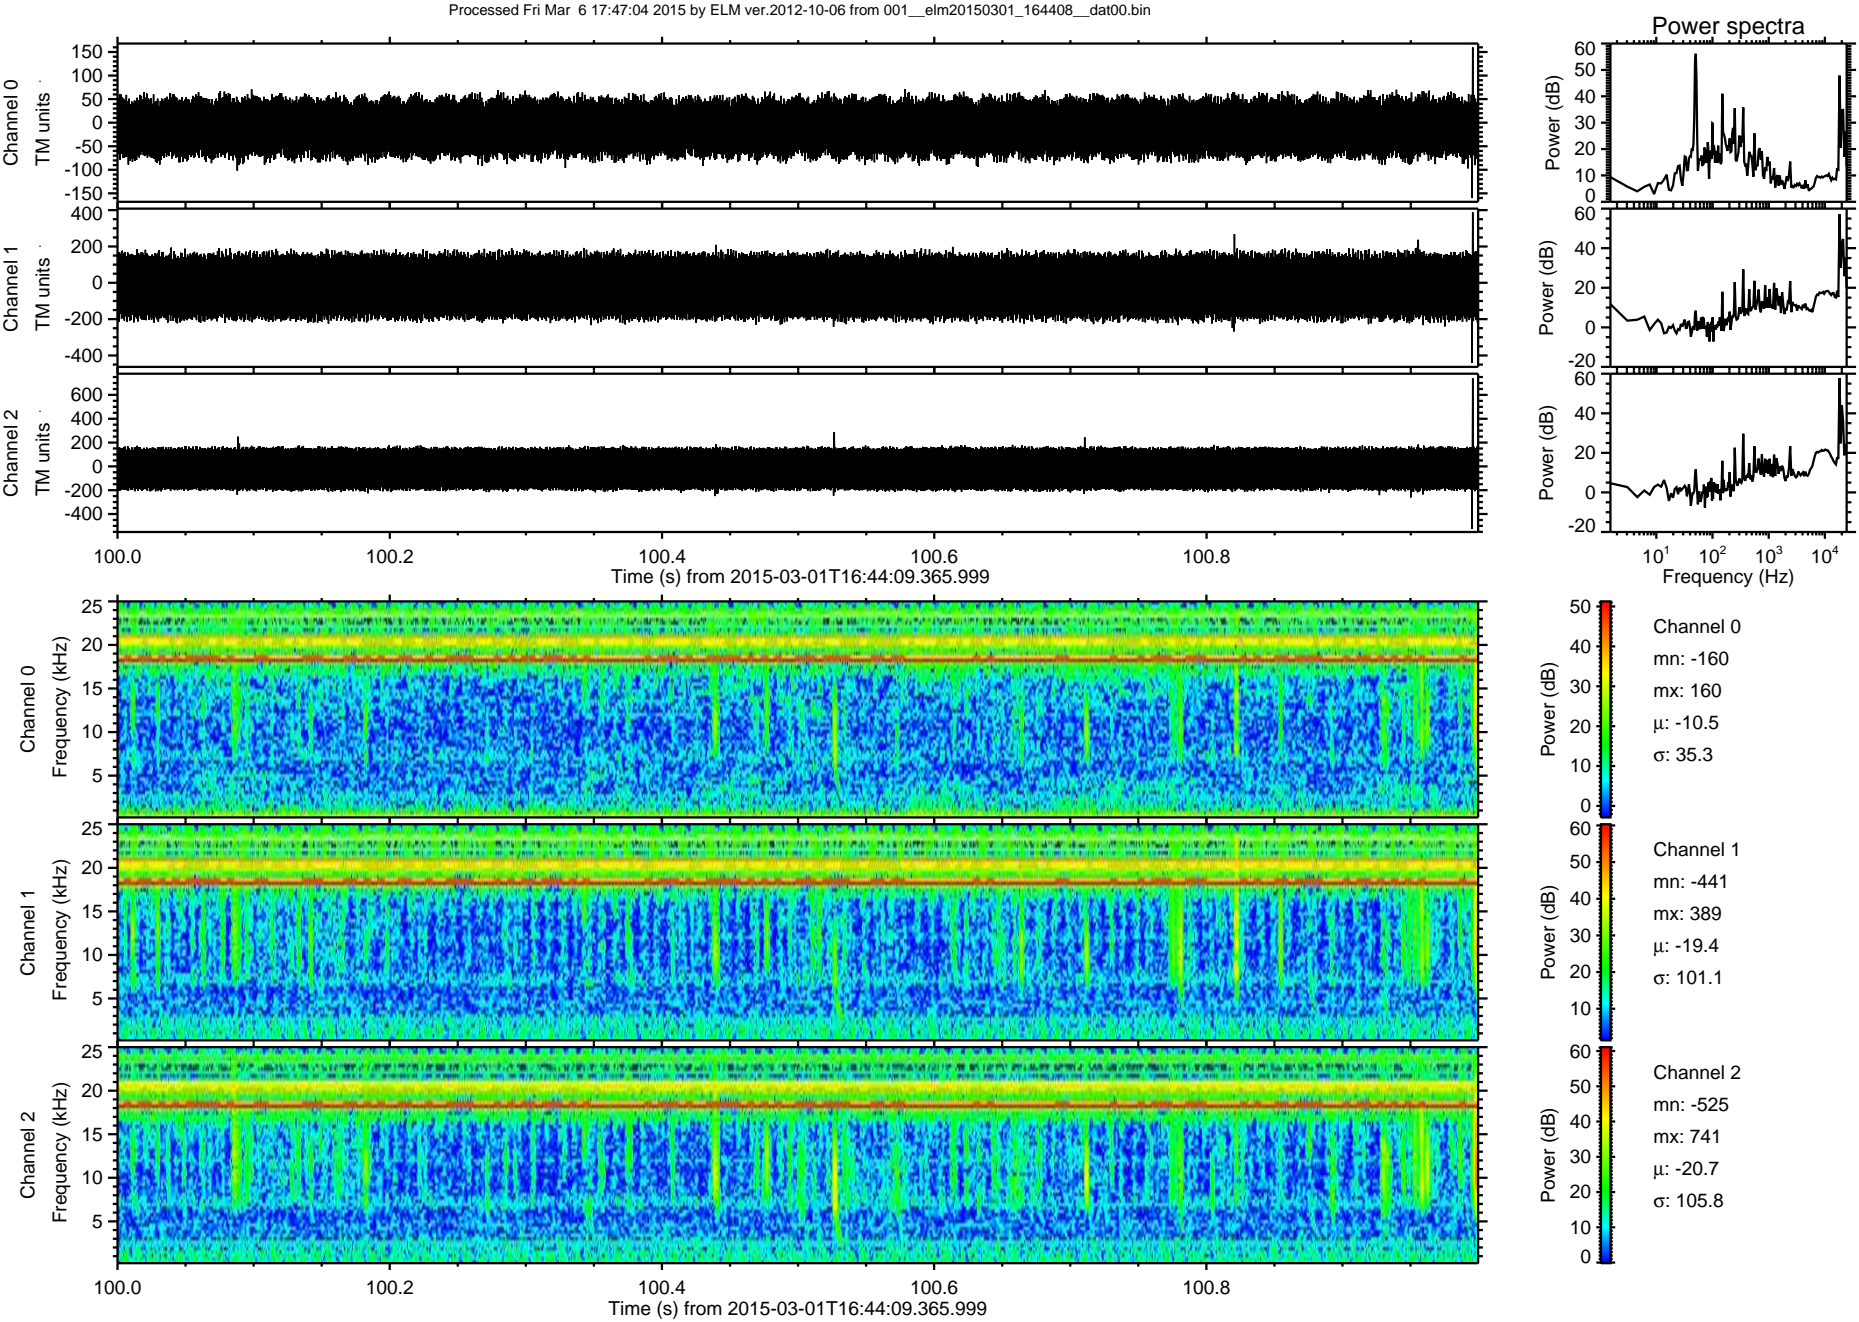 Processed Fri Mar  6 17:47:04 2015 by ELM ver.2012-10-06 from 001__elm20150301_164408__dat00.bin
Power spectra
Channel 0
TM units
150
100
50
0
-50
-100
-150
Power (dB)
60
50
40
30
20
10
0
Channel 1
TM units
400
200
0
-200
-400
Power (dB)
60
40
20
0
-20
Channel 2
TM units
600
400
200
0
-200
-400
Power (dB)
60
40
20
0
-20
100.0 100.2 100.4 100.6 100.8
Time (s) from 2015-03-01T16:44:09.365.999
10¹ 10² 10³ 10⁴
Frequency (Hz)
Channel 0
Frequency (kHz)
25
20
15
10
5
Power (dB)
50
40
30
20
10
0
Channel 0
mn: -160
mx: 160
μ: -10.5
σ: 35.3
Channel 1
Frequency (kHz)
25
20
15
10
5
Power (dB)
60
50
40
30
20
10
Channel 1
mn: -441
mx: 389
μ: -19.4
σ: 101.1
Channel 2
Frequency (kHz)
25
20
15
10
5
Power (dB)
60
50
40
30
20
10
0
Channel 2
mn: -525
mx: 741
μ: -20.7
σ: 105.8
100.0 100.2 100.4 100.6 100.8
Time (s) from 2015-03-01T16:44:09.365.999